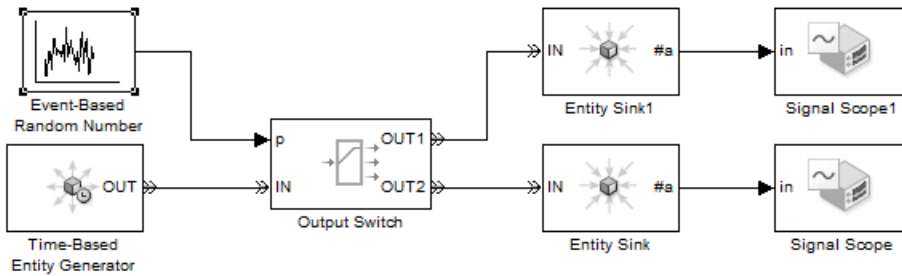 Event-Based
Random Number
p
IN
OUT1
OUT2
Output Switch
OUT
Time-Based
Entity Generator
IN
#a
Entity Sink1
in
Signal Scope1
IN
#a
Entity Sink
in
Signal Scope